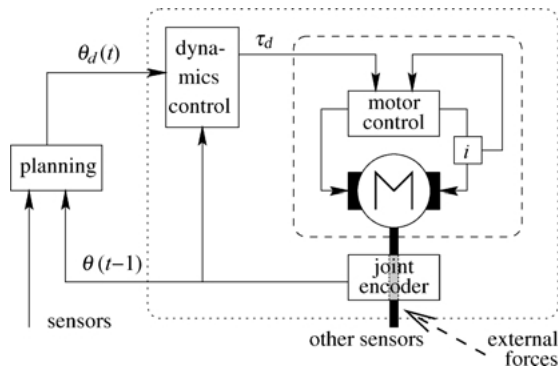 θd(t)
dyna-
mics
control
τd
motor
control
i
planning
M
θ(t−1)
joint
encoder
sensors
other sensors
external
forces